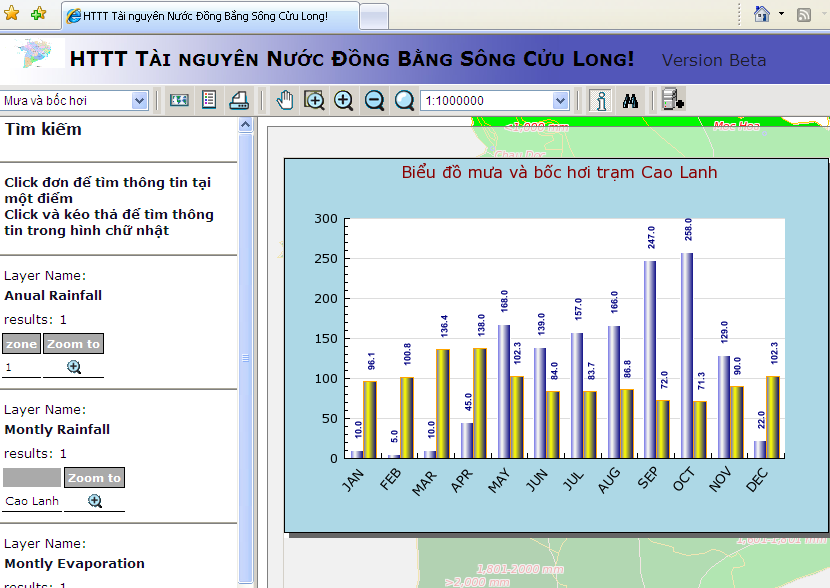 HTTT Tài nguyên Nước Đồng Bằng Sông Cửu Long!
HTTT Tài nguyên Nước Đồng Bằng Sông Cửu Long! Version Beta
Mưa và bốc hơi
1:1000000
Tìm kiếm
Click đơn để tìm thông tin tại
một điểm
Click và kéo thả để tìm thông
tin trong hình chữ nhật
Layer Name:
Anual Rainfall
results: 1
zone Zoom to
1
Layer Name:
Montly Rainfall
results: 1
Zoom to
Cao Lanh
Layer Name:
Montly Evaporation
results: 1
<1,000 mm
Moc Hoa
Chau Doc
Biểu đồ mưa và bốc hơi trạm Cao Lanh
300
250
200
150
100
50
0
10.0 96.1
5.0 100.8
10.0 136.4
45.0 138.0
168.0 102.3
139.0 84.0
157.0 83.7
166.0 86.8
247.0 72.0
258.0 71.3
129.0 90.0
22.0 102.3
JAN FEB MAR APR MAY JUN JUL AUG SEP OCT NOV DEC
1,601-1,801 mm
1,801-2000 mm
>2,000 mm